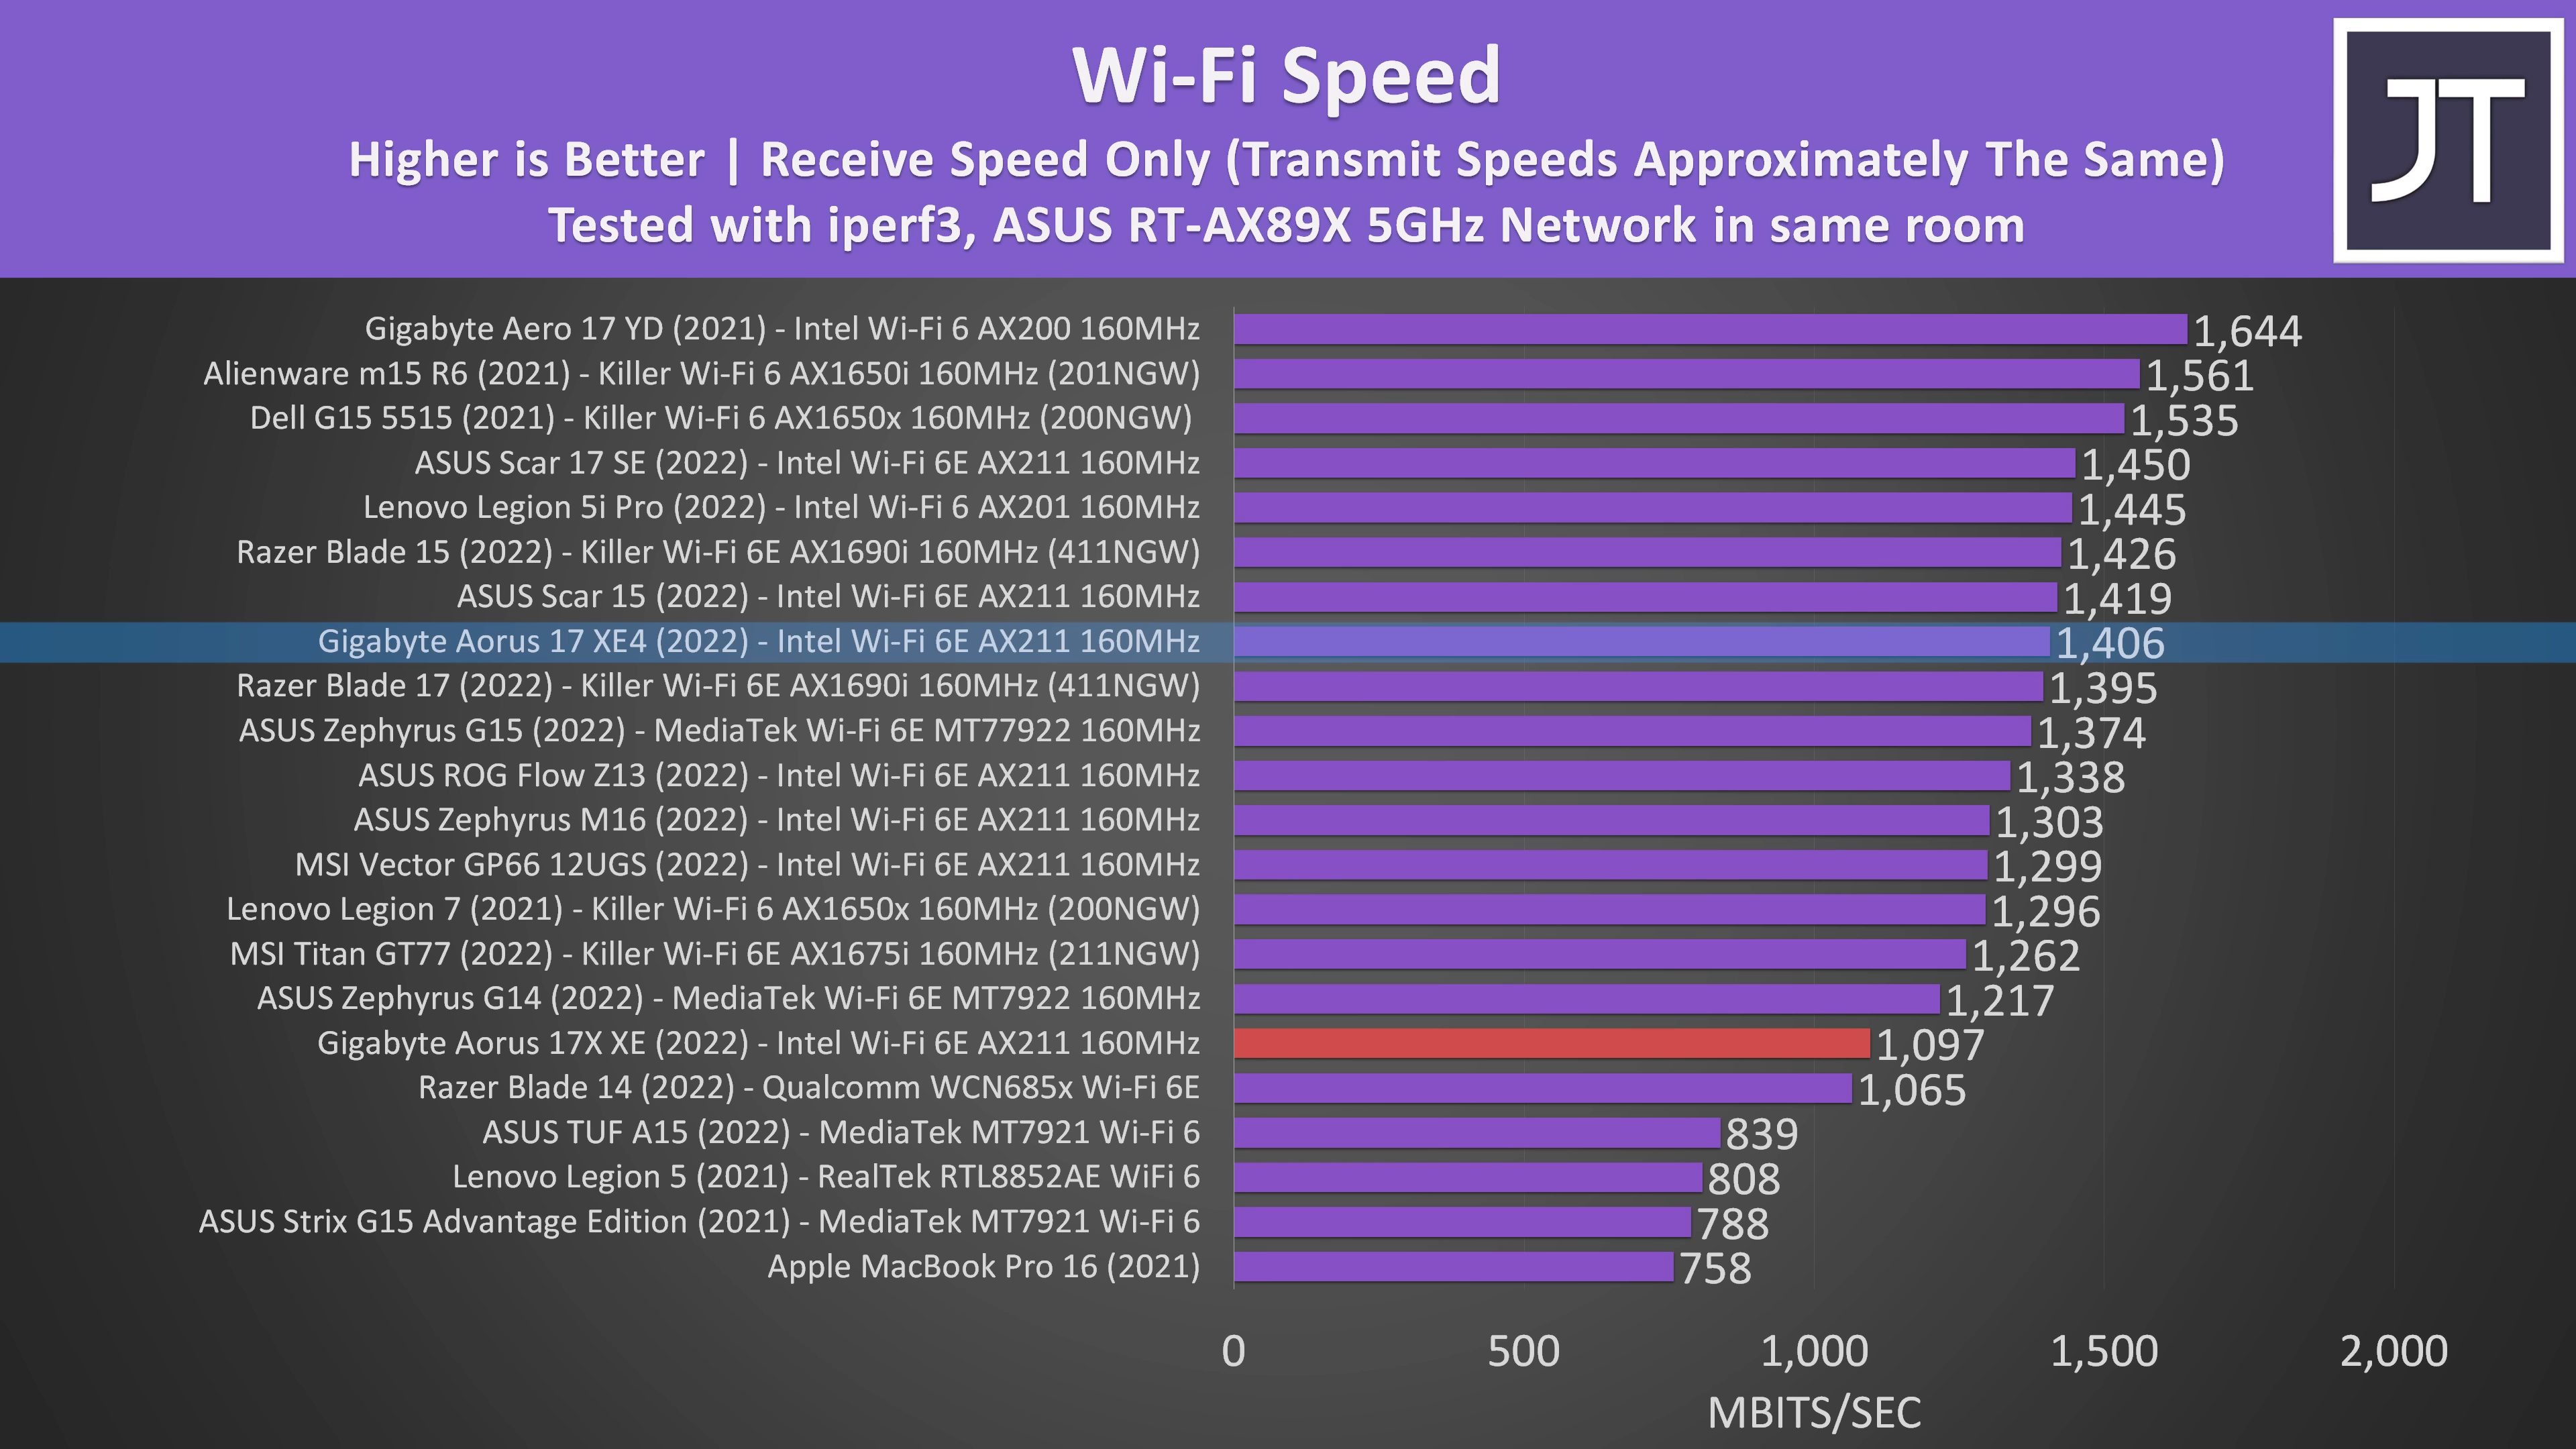 Wi-Fi Speed
Higher is Better | Receive Speed Only (Transmit Speeds Approximately The Same)
Tested with iperf3, ASUS RT-AX89X 5GHz Network in same room
JT
Gigabyte Aero 17 YD (2021) - Intel Wi-Fi 6 AX200 160MHz 1,644
Alienware m15 R6 (2021) - Killer Wi-Fi 6 AX1650i 160MHz (201NGW) 1,561
Dell G15 5515 (2021) - Killer Wi-Fi 6 AX1650x 160MHz (200NGW) 1,535
ASUS Scar 17 SE (2022) - Intel Wi-Fi 6E AX211 160MHz 1,450
Lenovo Legion 5i Pro (2022) - Intel Wi-Fi 6 AX201 160MHz 1,445
Razer Blade 15 (2022) - Killer Wi-Fi 6E AX1690i 160MHz (411NGW) 1,426
ASUS Scar 15 (2022) - Intel Wi-Fi 6E AX211 160MHz 1,419
Gigabyte Aorus 17 XE4 (2022) - Intel Wi-Fi 6E AX211 160MHz 1,406
Razer Blade 17 (2022) - Killer Wi-Fi 6E AX1690i 160MHz (411NGW) 1,395
ASUS Zephyrus G15 (2022) - MediaTek Wi-Fi 6E MT77922 160MHz 1,374
ASUS ROG Flow Z13 (2022) - Intel Wi-Fi 6E AX211 160MHz 1,338
ASUS Zephyrus M16 (2022) - Intel Wi-Fi 6E AX211 160MHz 1,303
MSI Vector GP66 12UGS (2022) - Intel Wi-Fi 6E AX211 160MHz 1,299
Lenovo Legion 7 (2021) - Killer Wi-Fi 6 AX1650x 160MHz (200NGW) 1,296
MSI Titan GT77 (2022) - Killer Wi-Fi 6E AX1675i 160MHz (211NGW) 1,262
ASUS Zephyrus G14 (2022) - MediaTek Wi-Fi 6E MT7922 160MHz 1,217
Gigabyte Aorus 17X XE (2022) - Intel Wi-Fi 6E AX211 160MHz 1,097
Razer Blade 14 (2022) - Qualcomm WCN685x Wi-Fi 6E 1,065
ASUS TUF A15 (2022) - MediaTek MT7921 Wi-Fi 6 839
Lenovo Legion 5 (2021) - RealTek RTL8852AE WiFi 6 808
ASUS Strix G15 Advantage Edition (2021) - MediaTek MT7921 Wi-Fi 6 788
Apple MacBook Pro 16 (2021) 758
0 500 1,000 1,500 2,000
MBITS/SEC